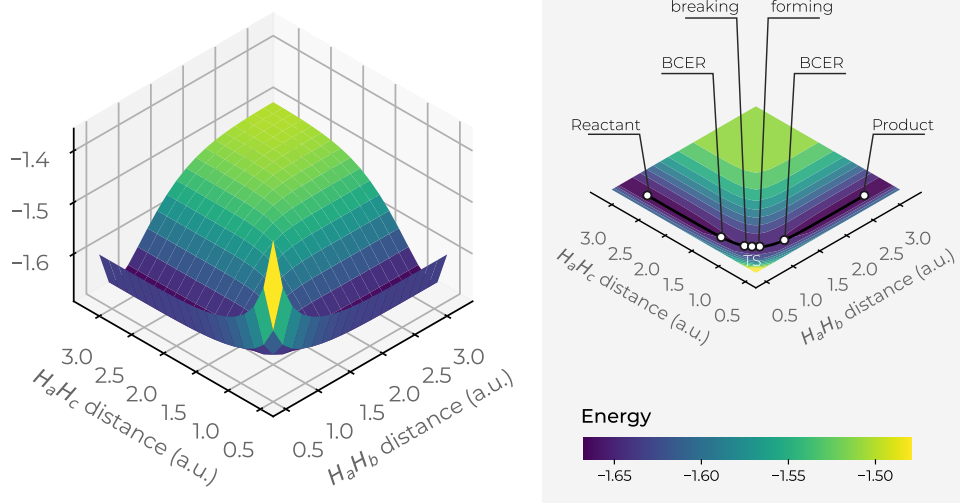 −1.4
−1.5
−1.6
3.0
2.5
2.0
1.5
1.0
0.5
HaHc distance (a.u.)
0.5
1.0
1.5
2.0
2.5
3.0
HaHb distance (a.u.)
breaking
forming
BCER
BCER
Reactant
Product
TS
3.0
2.5
2.0
1.5
1.0
0.5
HaHc distance (a.u.)
0.5
1.0
1.5
2.0
2.5
3.0
HaHb distance (a.u.)
Energy
−1.65
−1.60
−1.55
−1.50